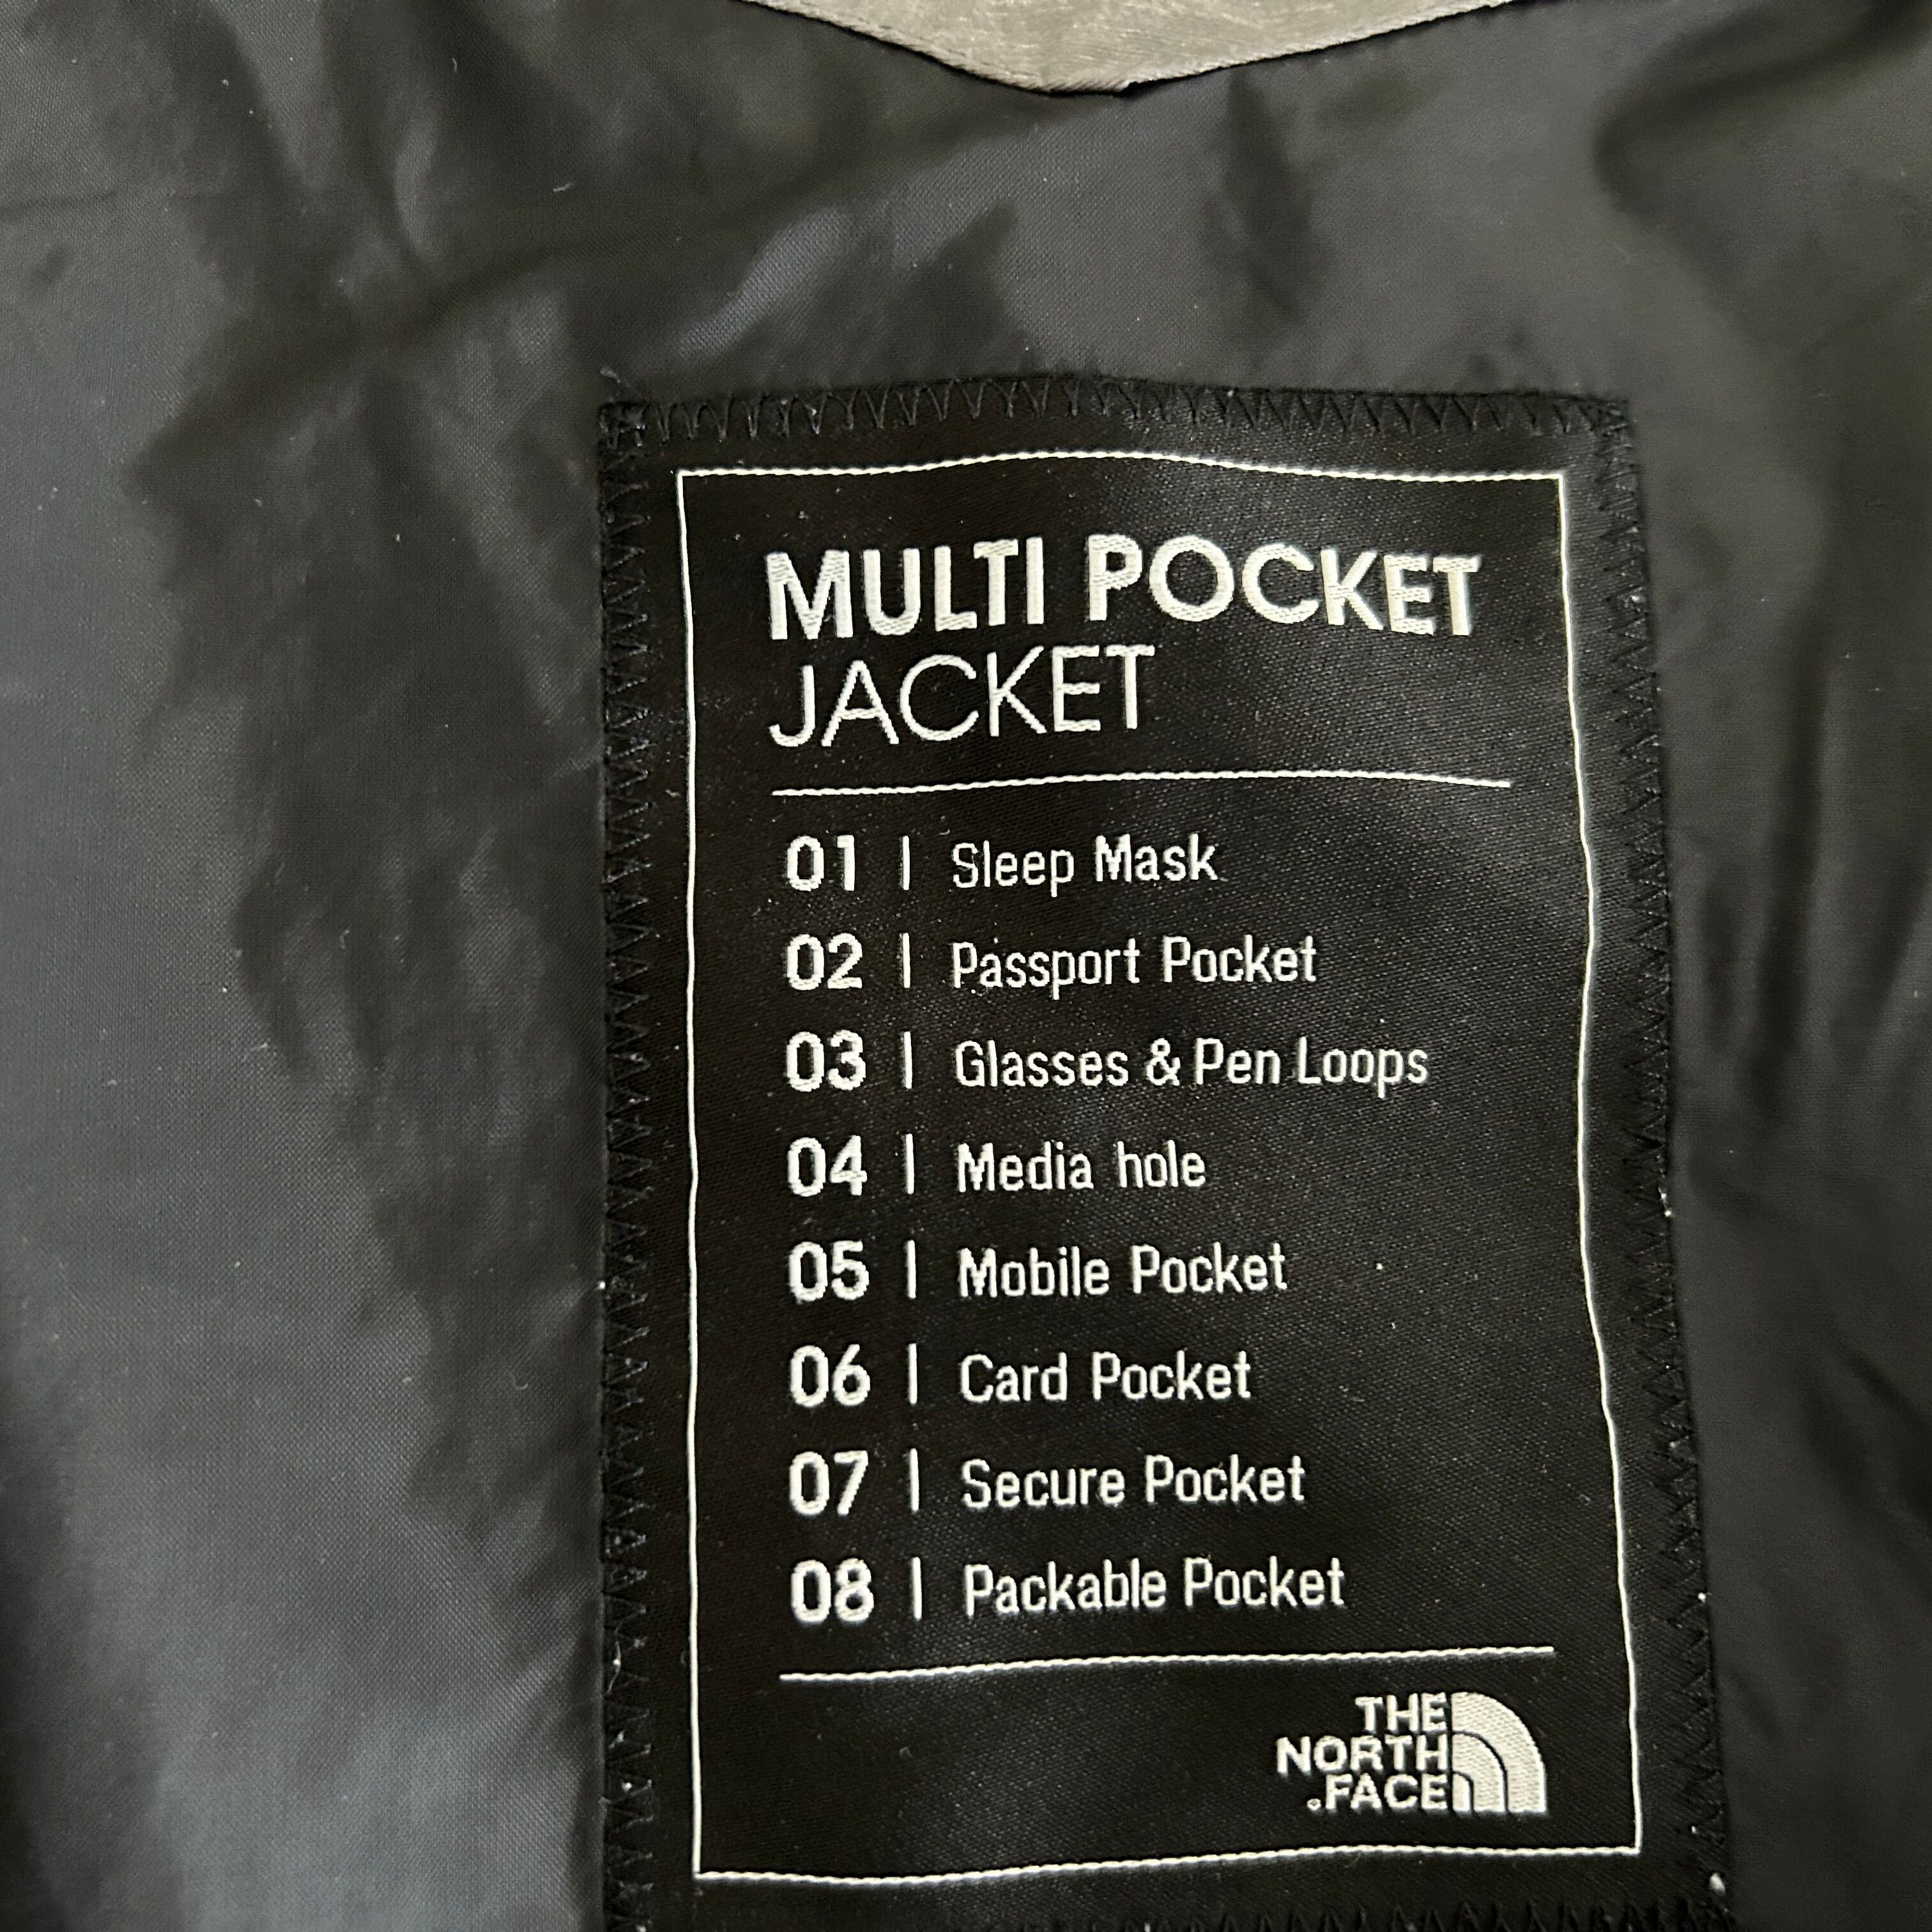 MULTI POCKET
JACKET
01 | Sleep Mask
02 | Passport Pocket
03 | Glasses & Pen Loops
04 | Media hole
05 | Mobile Pocket
06 | Card Pocket
07 | Secure Pocket
08 | Packable Pocket
THE
NORTH
FACE